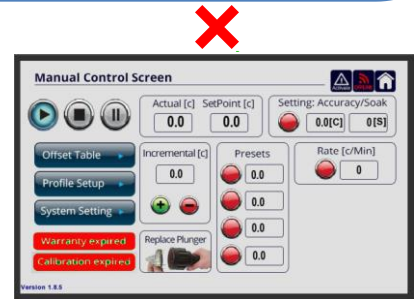 Manual Control Screen
Activate
OFFLINE
Actual [c] SetPoint [c]
0.0 0.0
Setting: Accuracy/Soak
0.0[C] 0[S]
Offset Table
Profile Setup
System Setting
Incremental [c]
0.0
Presets
0.0
0.0
0.0
0.0
Rate [c/Min]
0
Warranty expired
Calibration expired
Replace Plunger
Version 1.8.5